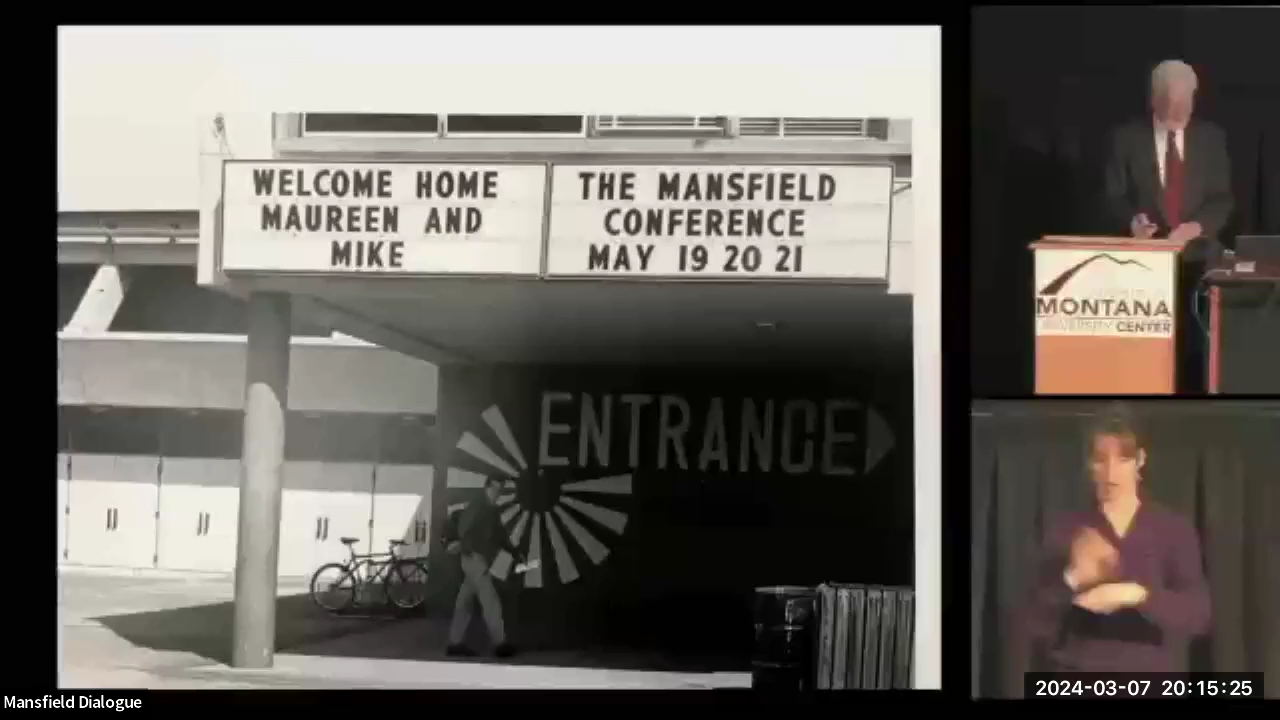 WELCOME HOME
MAUREEN AND
MIKE
THE MANSFIELD
CONFERENCE
MAY 19 20 21
ENTRANCE
MONTANA
CENTER
Mansfield Dialogue
2024-03-07 20:15:25